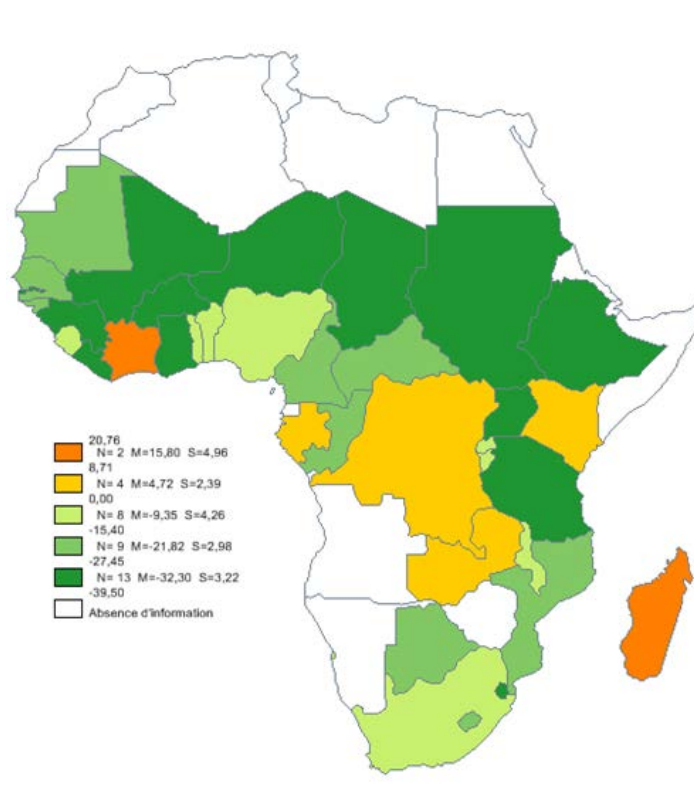 20,76
N= 2 M=15,80 S=4,96
8,71
N= 4 M=4,72 S=2,39
0,00
N= 8 M=-9,35 S=4,26
-15,40
N= 9 M=-21,82 S=2,98
-27,45
N= 13 M=-32,30 S=3,22
-39,50
Absence d'information